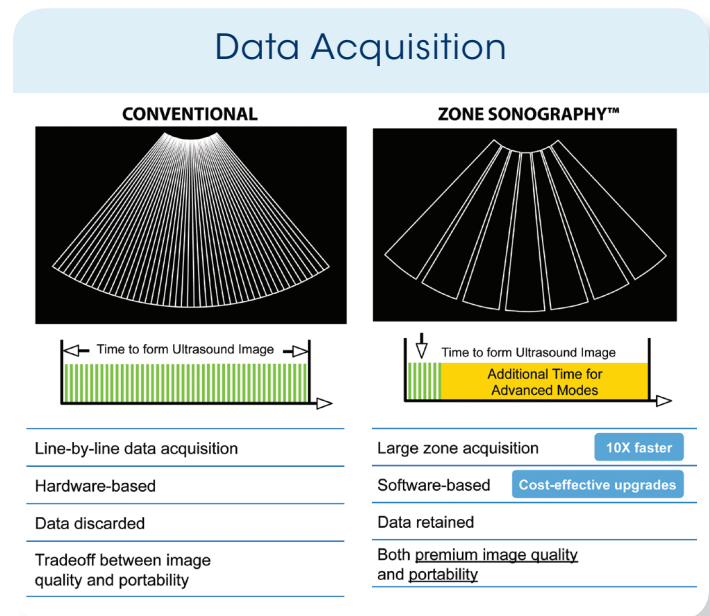 Data Acquisition
CONVENTIONAL
ZONE SONOGRAPHY™
Time to form Ultrasound Image
Time to form Ultrasound Image
Additional Time for
Advanced Modes
Line-by-line data acquisition
Hardware-based
Data discarded
Tradeoff between image
quality and portability
Large zone acquisition
10X faster
Software-based
Cost-effective upgrades
Data retained
Both premium image quality
and portability